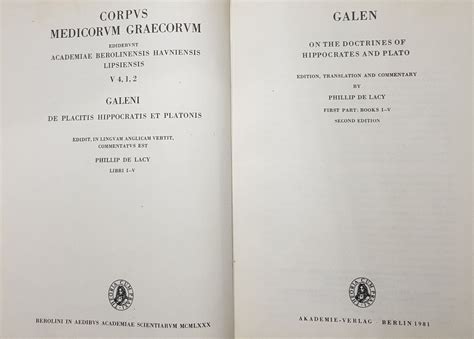 CORPVS
MEDICORVM GRAECORVM
EDIDERVNT
ACADEMIAE BEROLINENSIS HAVNIENSIS
LIPSIENSIS
V 4, 1, 2
GALENI
DE PLACITIS HIPPOCRATIS ET PLATONIS
EDIDIT, IN LINGVAM ANGLICAM VERTIT,
COMMENTATVS EST
PHILLIP DE LACY
LIBRI I–V
BEROLINI IN AEDIBVS ACADEMIAE SCIENTIARVM MCMLXXX
GALEN
ON THE DOCTRINES OF
HIPPOCRATES AND PLATO
EDITION, TRANSLATION AND COMMENTARY
BY
PHILLIP DE LACY
FIRST PART: BOOKS I–V
SECOND EDITION
AKADEMIE-VERLAG – BERLIN 1981